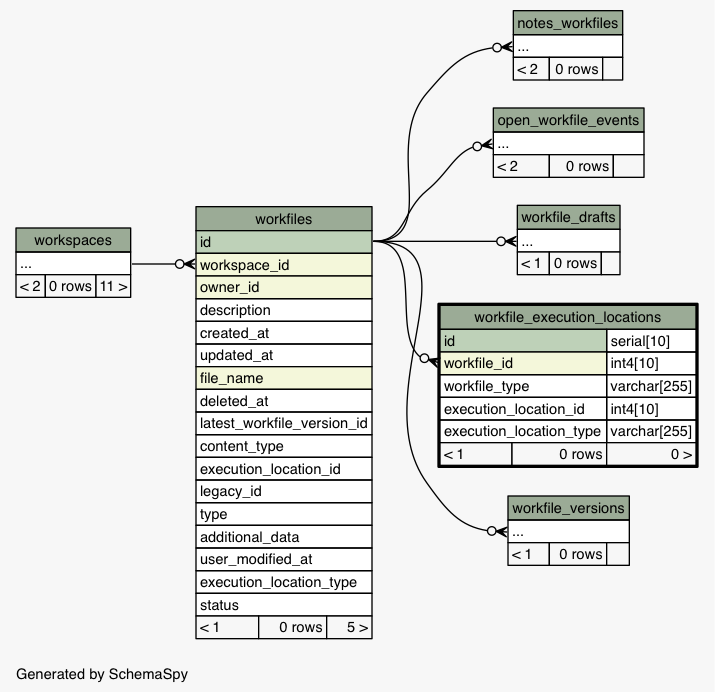 notes_workfiles
...
< 2 0 rows
open_workfile_events
...
< 2 0 rows
workfile_drafts
...
< 1 0 rows
workspaces
...
< 2 0 rows 11 >
workfiles
id
workspace_id
owner_id
description
created_at
updated_at
file_name
deleted_at
latest_workfile_version_id
content_type
execution_location_id
legacy_id
type
additional_data
user_modified_at
execution_location_type
status
< 1 0 rows 5 >
workfile_execution_locations
id serial[10]
workfile_id int4[10]
workfile_type varchar[255]
execution_location_id int4[10]
execution_location_type varchar[255]
< 1 0 rows 0 >
workfile_versions
...
< 1 0 rows
Generated by SchemaSpy